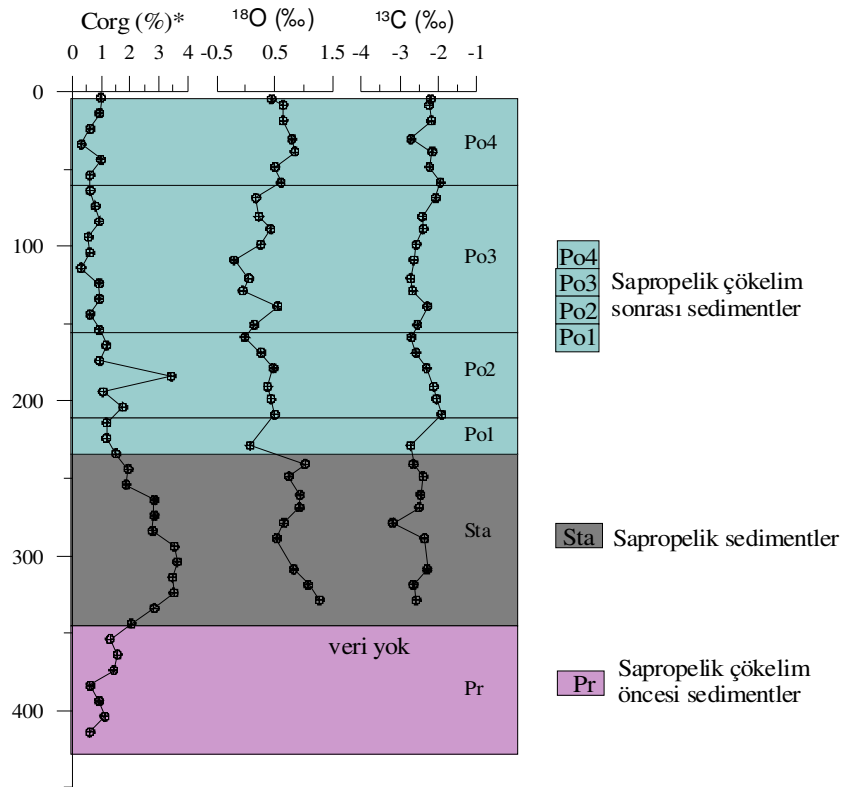 Corg (%)* ¹⁸O (‰) ¹³C (‰)
0 1 2 3 4 -0.5 0.5 1.5 -4 -3 -2 -1
0
100
200
300
400
Po4
Po3
Po2
Po1
Sta
veri yok
Pr
Po4
Po3
Po2
Po1
Sapropelik çökelim
sonrası sedimentler
Sta Sapropelik sedimentler
Pr
Sapropelik çökelim
öncesi sedimentler